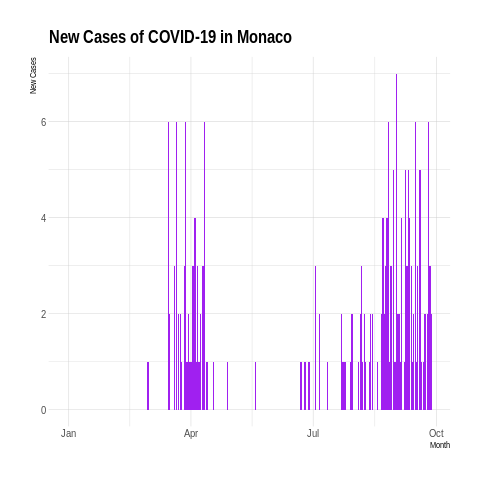 New Cases of COVID-19 in Monaco
New Cases
6
4
2
0
Jan Apr Jul Oct
Month